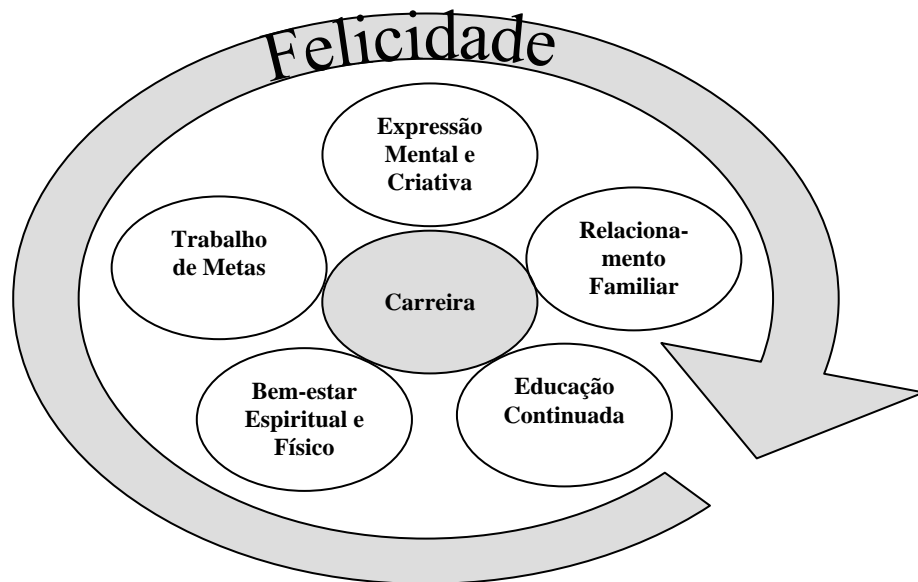 Felicidade
Expressão
Mental e
Criativa
Trabalho
de Metas
Relaciona-
mento
Familiar
Carreira
Bem-estar
Espiritual e
Físico
Educação
Continuada